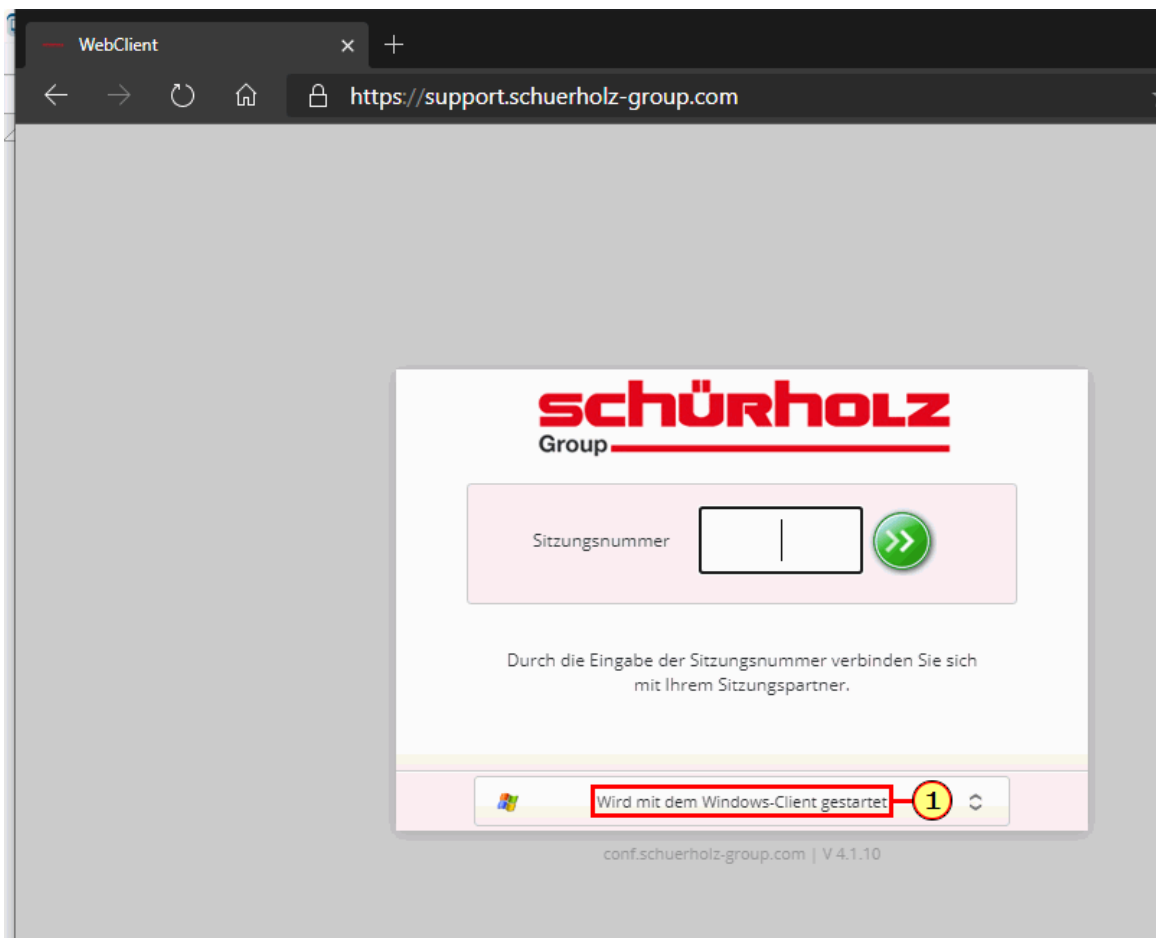 WebClient
https://support.schuerholz-group.com
schürholz
Group
Sitzungsnummer
Durch die Eingabe der Sitzungsnummer verbinden Sie sich
mit Ihrem Sitzungspartner.
Wird mit dem Windows-Client gestartet
1
conf.schuerholz-group.com | V 4.1.10